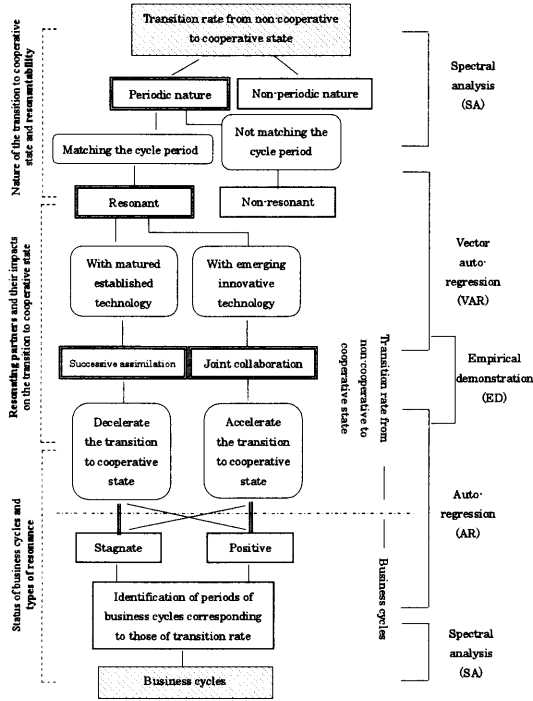 Transition rate from non-cooperative
to cooperative state
Periodic nature
Non-periodic nature
Matching the cycle period
Not matching the
cycle period
Resonant
Non-resonant
With matured
established
technology
With emerging
innovative
technology
Successive assimilation
Joint collaboration
Decelerate
the transition
to cooperative
state
Accelerate
the transition
to cooperative
state
Stagnate
Positive
Identification of periods of
business cycles corresponding
to those of transition rate
Business cycles
Nature of the transition to cooperative
state and resonantability
Resonating partners and their impacts
on the transition to cooperative state
Status of business cycles and
types of resonance
Transition rate from
non-cooperative to
cooperative state
Business cycles
Spectral
analysis
(SA)
Vector
auto-
regression
(VAR)
Empirical
demonstration
(ED)
Auto-
regression
(AR)
Spectral
analysis
(SA)